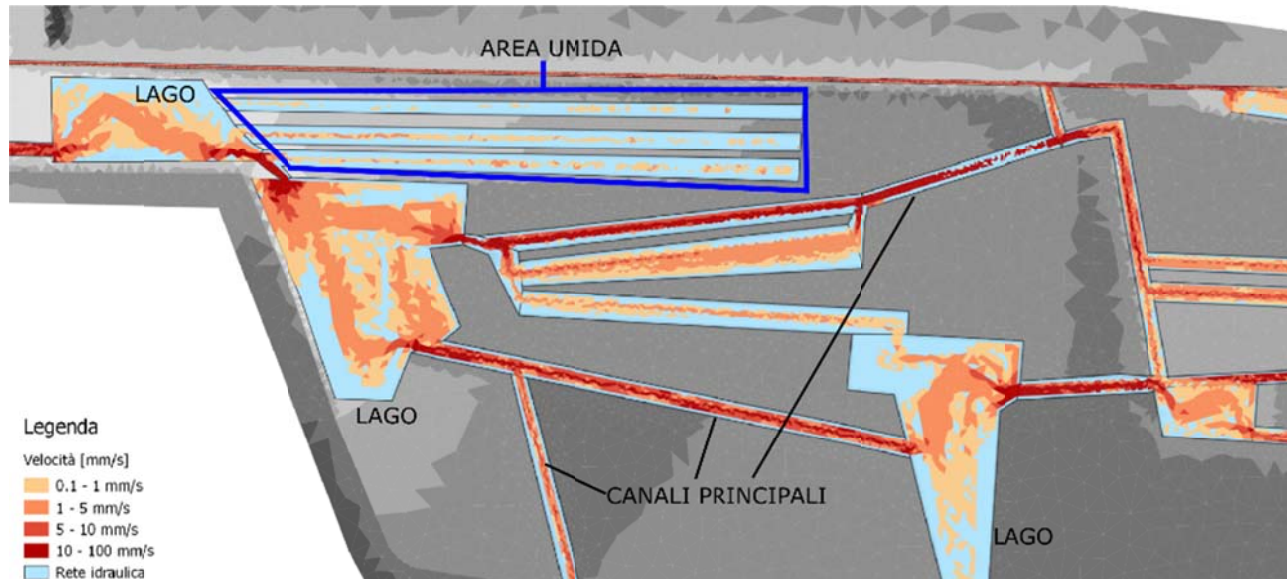 AREA UMIDA
LAGO
LAGO
CANALI PRINCIPALI
LAGO
Legenda
Velocità [mm/s]
0.1 - 1 mm/s
1 - 5 mm/s
5 - 10 mm/s
10 - 100 mm/s
Rete idraulica